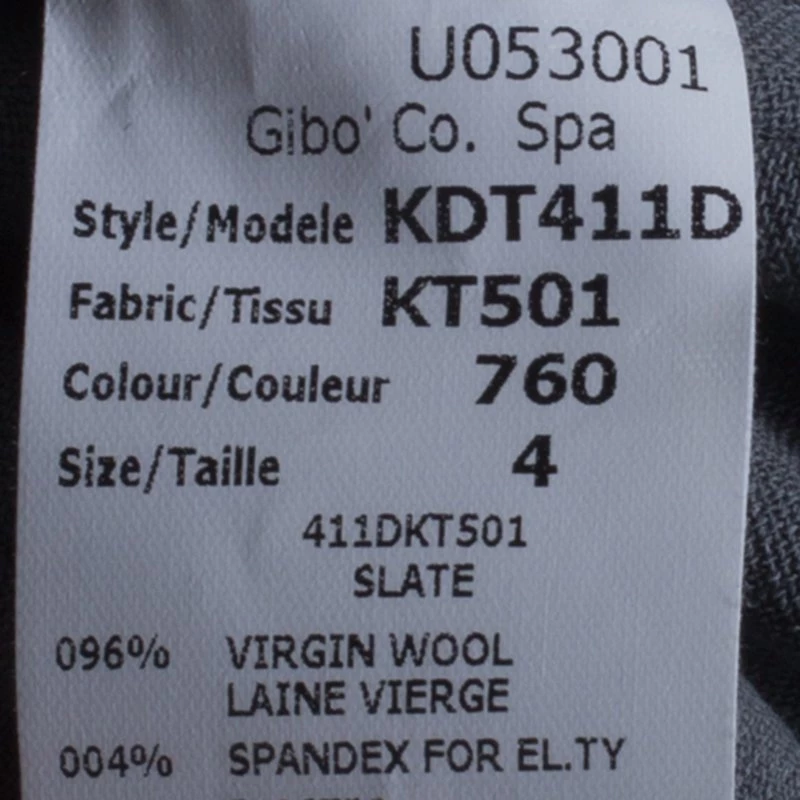 U053001
Gibo' Co. Spa
Style/Modele KDT411D
Fabric/Tissu KT501
Colour/Couleur 760
Size/Taille 4
411DKT501
SLATE
096% VIRGIN WOOL
LAINE VIERGE
004% SPANDEX FOR EL.TY